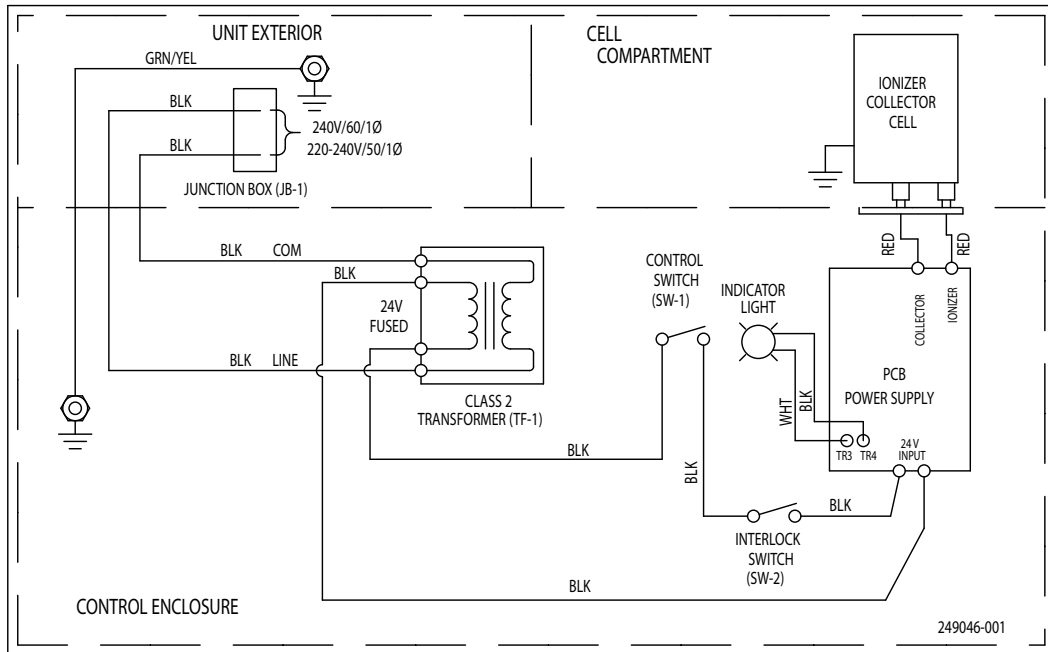 UNIT EXTERIOR
CELL
COMPARTMENT
GRN/YEL
BLK
BLK
240V/60/1Ø
220-240V/50/1Ø
JUNCTION BOX (JB-1)
IONIZER
COLLECTOR
CELL
RED
RED
BLK COM
BLK
24V
FUSED
BLK LINE
CLASS 2
TRANSFORMER (TF-1)
CONTROL
SWITCH
(SW-1)
INDICATOR
LIGHT
COLLECTOR
IONIZER
PCB
POWER SUPPLY
WHT
BLK
TR3 TR4
24 V
INPUT
BLK
BLK
BLK
INTERLOCK
SWITCH
(SW-2)
BLK
CONTROL ENCLOSURE
249046-001